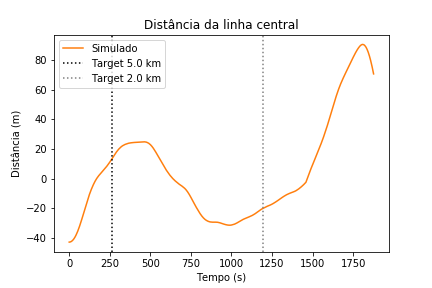 Distância da linha central
Simulado
Target 5.0 km
Target 2.0 km
Distância (m)
80
60
40
20
0
−20
−40
0
250
500
750
1000
1250
1500
1750
Tempo (s)